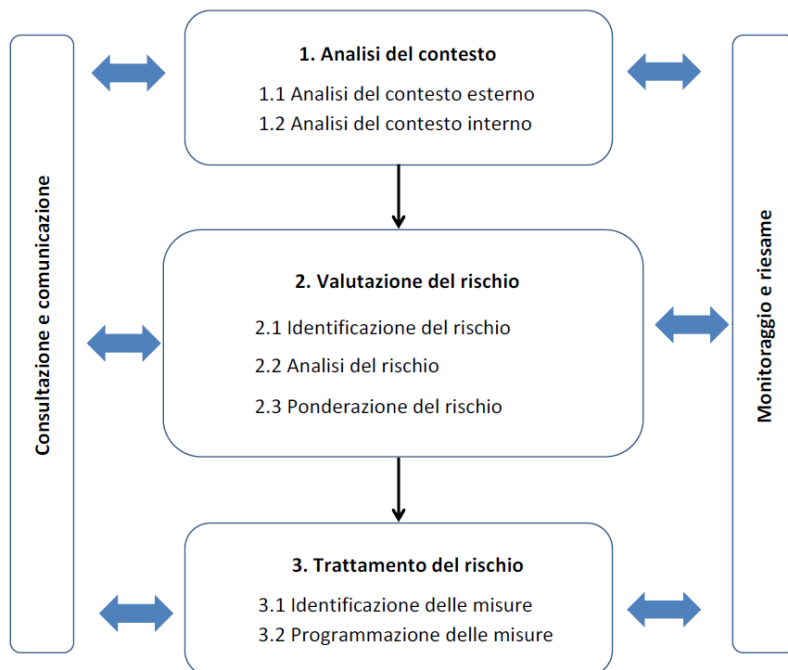 Consultazione e comunicazione
1. Analisi del contesto
1.1 Analisi del contesto esterno
1.2 Analisi del contesto interno
2. Valutazione del rischio
2.1 Identificazione del rischio
2.2 Analisi del rischio
2.3 Ponderazione del rischio
3. Trattamento del rischio
3.1 Identificazione delle misure
3.2 Programmazione delle misure
Monitoraggio e riesame